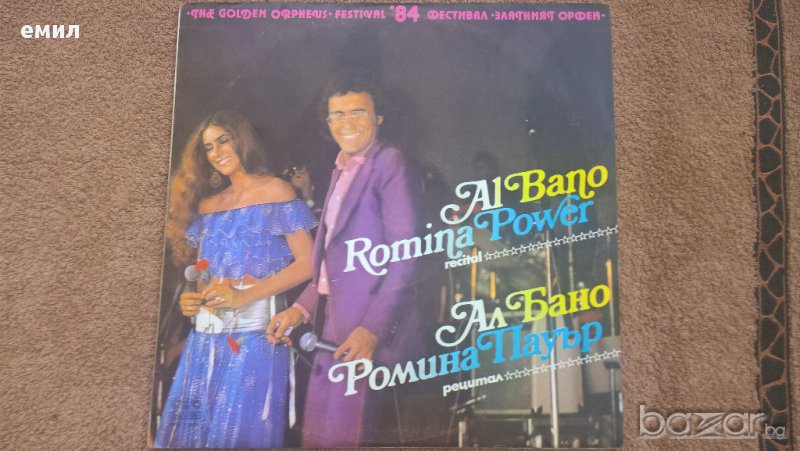 емил
·THE GOLDEN ORPHEUS· FESTIVAL '84 ФЕСТИВАЛ ·ЗЛАТНИЯТ ОРФЕЙ·
Al Bano
Romina Power
recital ☆☆☆☆☆☆☆☆☆☆☆☆☆☆☆☆
Ал Бано
Ромина Пауър
рецитал ☆☆☆☆☆☆☆☆☆☆☆☆☆☆
bazar.bg